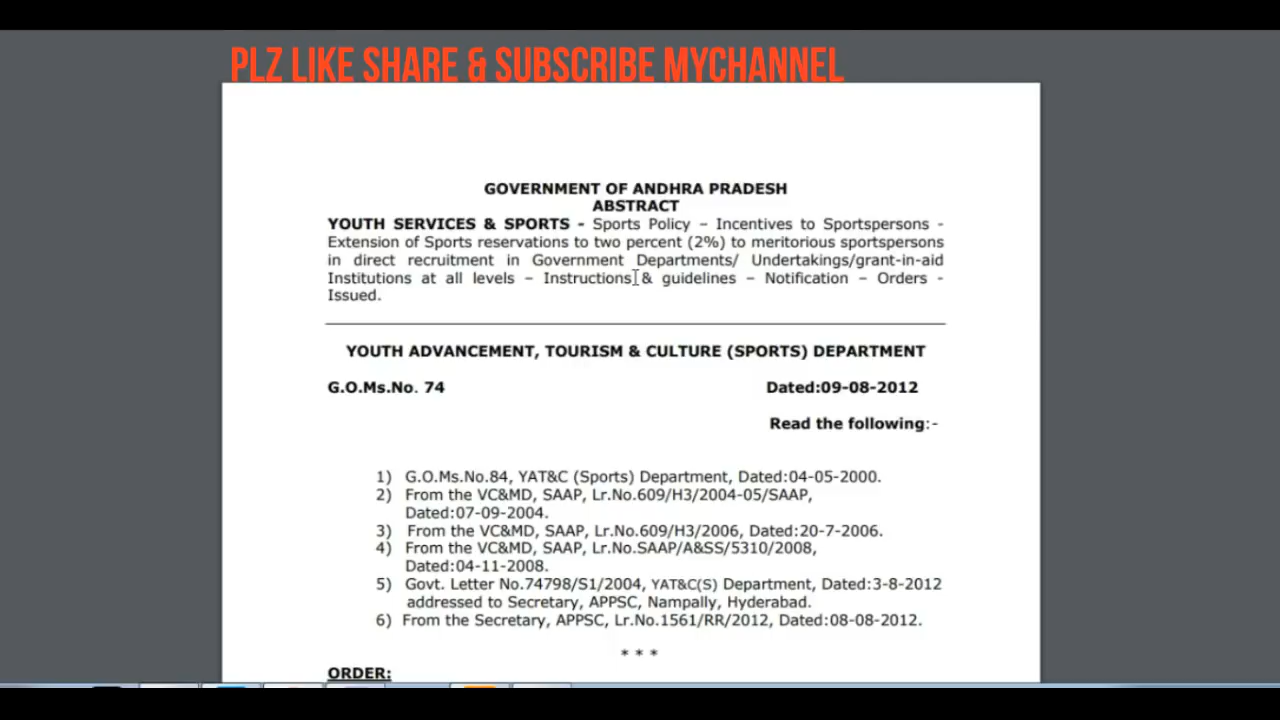 PLZ LIKE SHARE & SUBSCRIBE MYCHANNEL
GOVERNMENT OF ANDHRA PRADESH
ABSTRACT
YOUTH SERVICES & SPORTS - Sports Policy – Incentives to Sportspersons -
Extension of Sports reservations to two percent (2%) to meritorious sportspersons
in direct recruitment in Government Departments/ Undertakings/grant-in-aid
Institutions at all levels – Instructions & guidelines – Notification – Orders -
Issued.
YOUTH ADVANCEMENT, TOURISM & CULTURE (SPORTS) DEPARTMENT
G.O.Ms.No. 74 Dated:09-08-2012
Read the following:-
1) G.O.Ms.No.84, YAT&C (Sports) Department, Dated:04-05-2000.
2) From the VC&MD, SAAP, Lr.No.609/H3/2004-05/SAAP,
Dated:07-09-2004.
3) From the VC&MD, SAAP, Lr.No.609/H3/2006, Dated:20-7-2006.
4) From the VC&MD, SAAP, Lr.No.SAAP/A&SS/5310/2008,
Dated:04-11-2008.
5) Govt. Letter No.74798/S1/2004, YAT&C(S) Department, Dated:3-8-2012
addressed to Secretary, APPSC, Nampally, Hyderabad.
6) From the Secretary, APPSC, Lr.No.1561/RR/2012, Dated:08-08-2012.
* * *
ORDER: